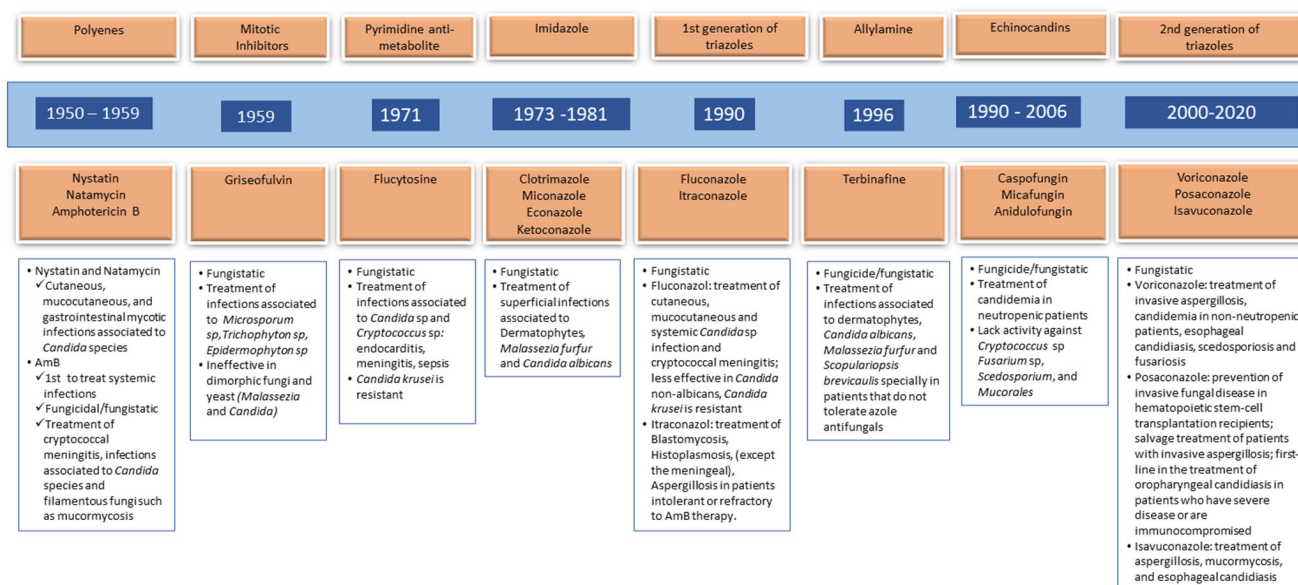 Polyenes
Mitotic
Inhibitors
Pyrimidine anti-
metabolite
Imidazole
1st generation of
triazoles
Allylamine
Echinocandins
2nd generation of
triazoles
1950 – 1959
1959
1971
1973 -1981
1990
1996
1990 - 2006
2000-2020
Nystatin
Natamycin
Amphotericin B
Griseofulvin
Flucytosine
Clotrimazole
Miconazole
Econazole
Ketoconazole
Fluconazole
Itraconazole
Terbinafine
Caspofungin
Micafungin
Anidulofungin
Voriconazole
Posaconazole
Isavuconazole
• Nystatin and Natamycin
✓Cutaneous,
mucocutaneous, and
gastrointestinal mycotic
infections associated to
Candida species
• AmB
✓1st to treat systemic
infections
✓Fungicidal/fungistatic
✓Treatment of
cryptococcal
meningitis, infections
associated to Candida
species and
filamentous fungi such
as mucormycosis
• Fungistatic
• Treatment of
infections associated
to Microsporum
sp,Trichophyton sp,
Epidermophyton sp
• Ineffective in
dimorphic fungi and
yeast (Malassezia
and Candida)
• Fungistatic
• Treatment of
infections associated
to Candida sp and
Cryptococcus sp:
endocarditis,
meningitis, sepsis
• Candida krusei is
resistant
• Fungistatic
• Treatment of
superficial infections
associated to
Dermatophytes,
Malassezia furfur
and Candida albicans
• Fungistatic
• Fluconazol: treatment of
cutaneous,
mucocutaneous and
systemic Candida sp
infection and
cryptococcal meningitis;
less effective in Candida
non-albicans, Candida
krusei is resistant
• Itraconazol: treatment of
Blastomycosis,
Histoplasmosis, (except
the meningeal),
Aspergillosis in patients
intolerant or refractory
to AmB therapy.
• Fungicide/fungistatic
• Treatment of
infections associated
to dermatophytes,
Candida albicans,
Malassezia furfur and
Scopulariopsis
brevicaulis specially in
patients that do not
tolerate azole
antifungals
• Fungicide/fungistatic
• Treatment of
candidemia in
neutropenic patients
• Lack activity against
Cryptococcus sp
Fusarium sp,
Scedosporium, and
Mucorales
• Fungistatic
• Voriconazole: treatment of
invasive aspergillosis,
candidemia in non-neutropenic
patients, esophageal
candidiasis, scedosporiosis and
fusariosis
• Posaconazole: prevention of
invasive fungal disease in
hematopoietic stem-cell
transplantation recipients;
salvage treatment of patients
with invasive aspergillosis; first-
line in the treatment of
oropharyngeal candidiasis in
patients who have severe
disease or are
immunocompromised
• Isavuconazole: treatment of
aspergillosis, mucormycosis,
and esophageal candidiasis